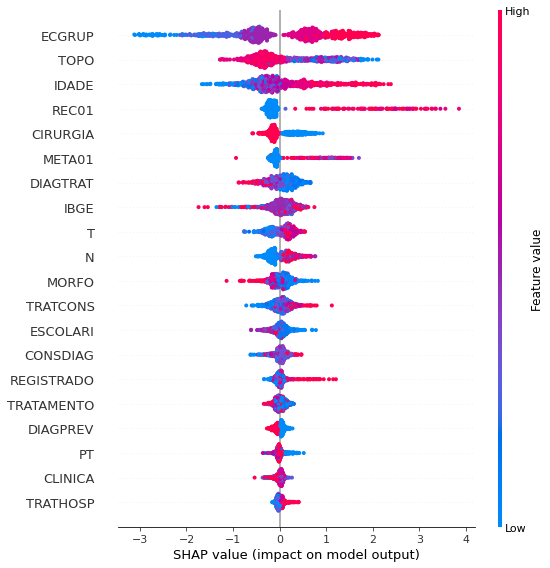 High
ECGRUP
TOPO
IDADE
REC01
CIRURGIA
META01
DIAGTRAT
IBGE
T
N
MORFO
TRATCONS
ESCOLARI
CONSDIAG
REGISTRADO
TRATAMENTO
DIAGPREV
PT
CLINICA
TRATHOSP
Feature value
Low
−3 −2 −1 0 1 2 3 4
SHAP value (impact on model output)